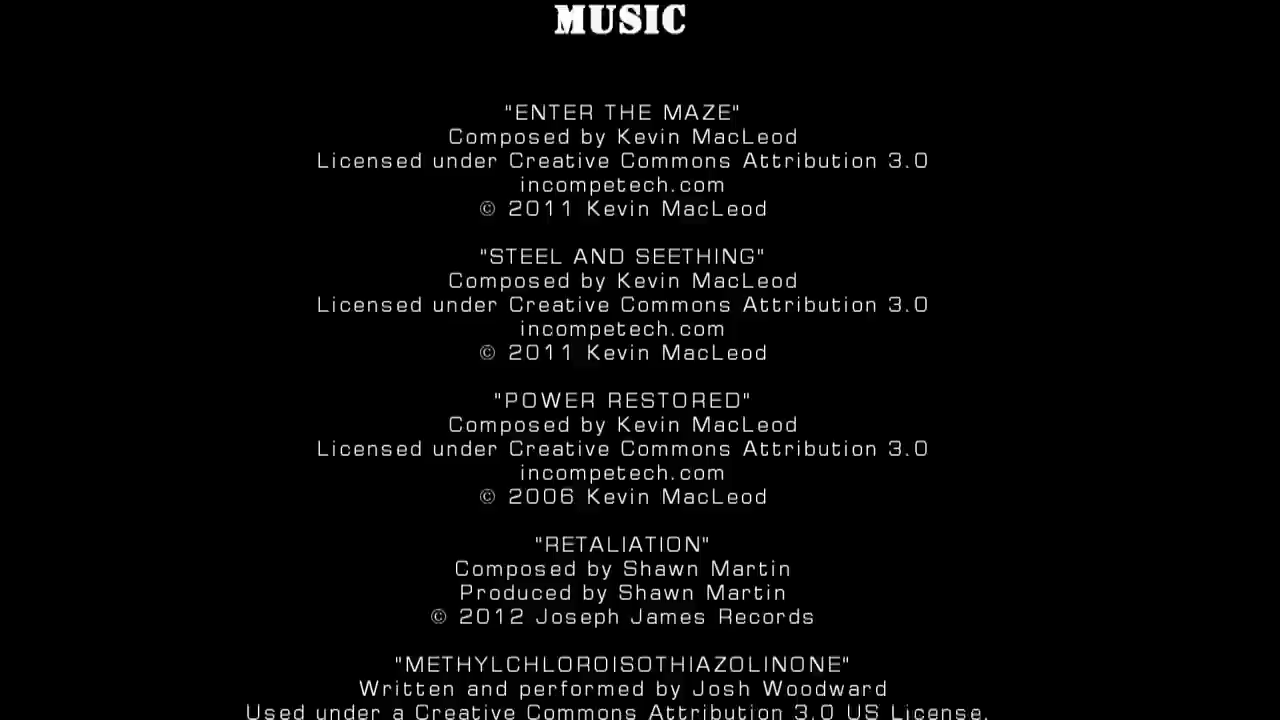 MUSIC
"ENTER THE MAZE"
Composed by Kevin MacLeod
Licensed under Creative Commons Attribution 3.0
incompetech.com
© 2011 Kevin MacLeod
"STEEL AND SEETHING"
Composed by Kevin MacLeod
Licensed under Creative Commons Attribution 3.0
incompetech.com
© 2011 Kevin MacLeod
"POWER RESTORED"
Composed by Kevin MacLeod
Licensed under Creative Commons Attribution 3.0
incompetech.com
© 2006 Kevin MacLeod
"RETALIATION"
Composed by Shawn Martin
Produced by Shawn Martin
© 2012 Joseph James Records
"METHYLCHLOROISOTHIAZOLINONE"
Written and performed by Josh Woodward
Used under a Creative Commons Attribution 3.0 US License.